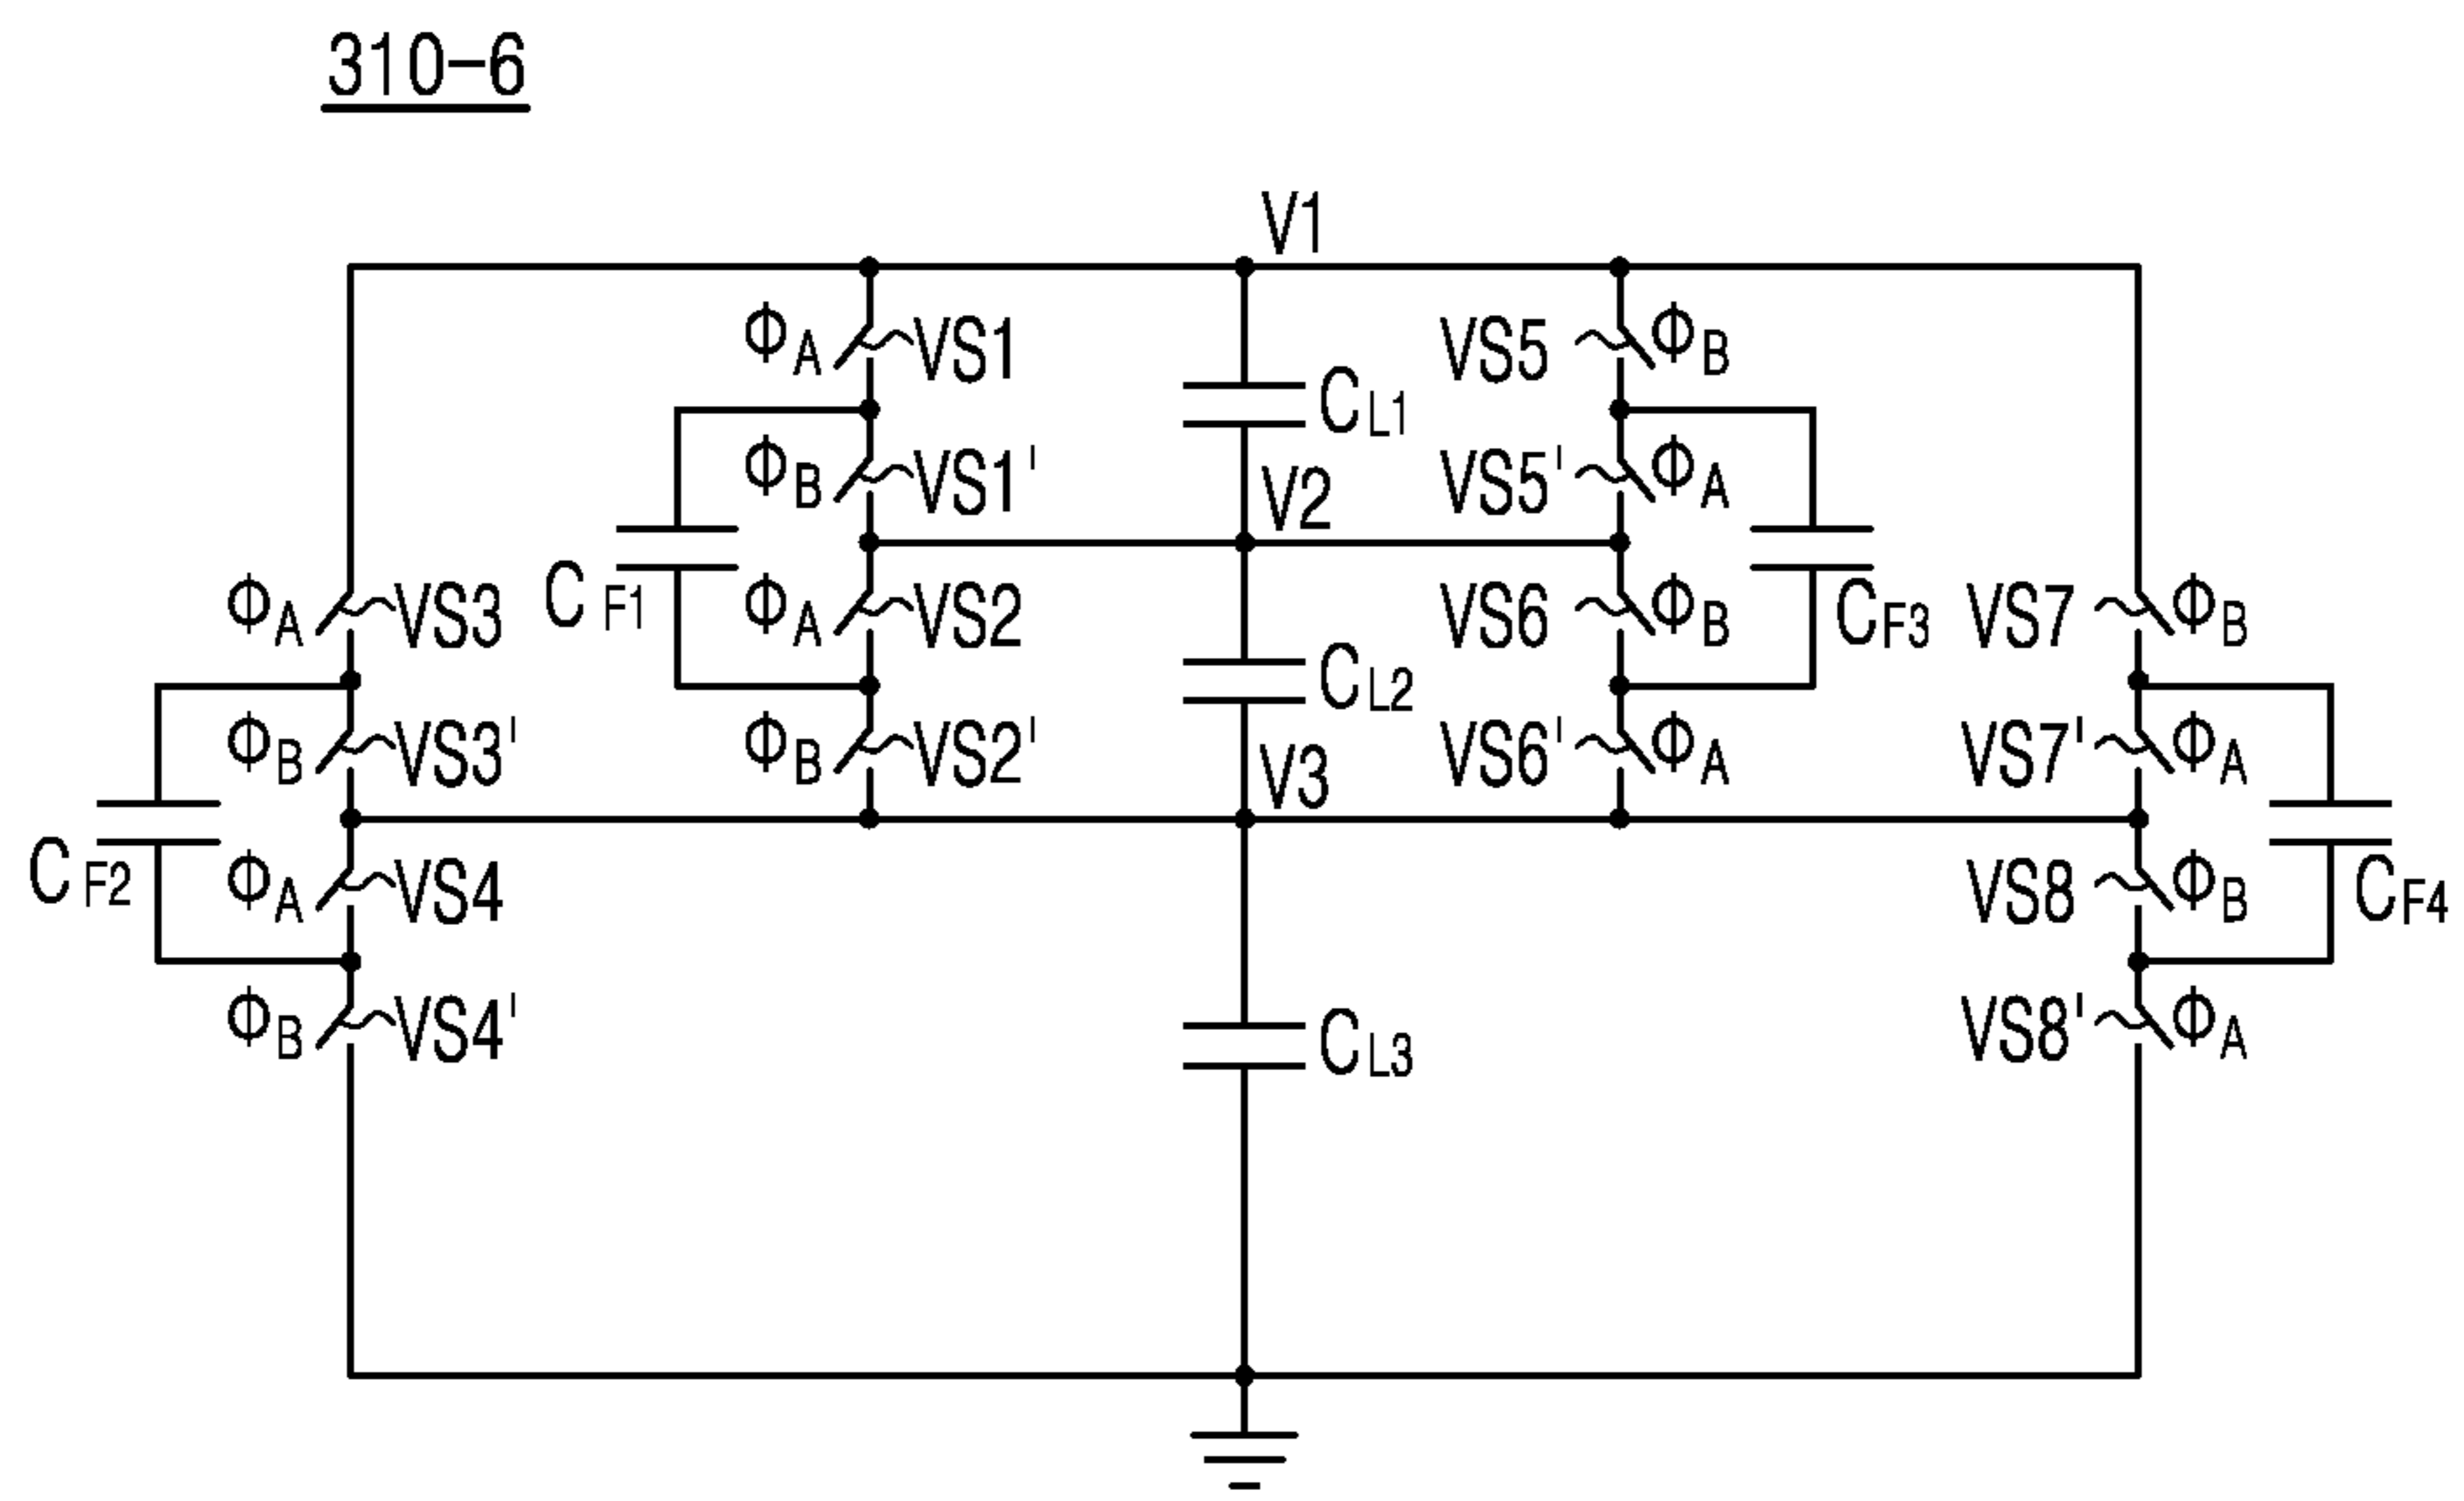 310-6
V1
ΦA VS1 VS5 ΦB
CL1
ΦB VS1' V2 VS5' ΦA
ΦA VS3 CF1 ΦA VS2 VS6 ΦB CF3 VS7 ΦB
CL2
ΦB VS3' ΦB VS2' V3 VS6' ΦA VS7' ΦA
CF2 ΦA VS4 VS8 ΦB CF4
ΦB VS4' CL3 VS8' ΦA